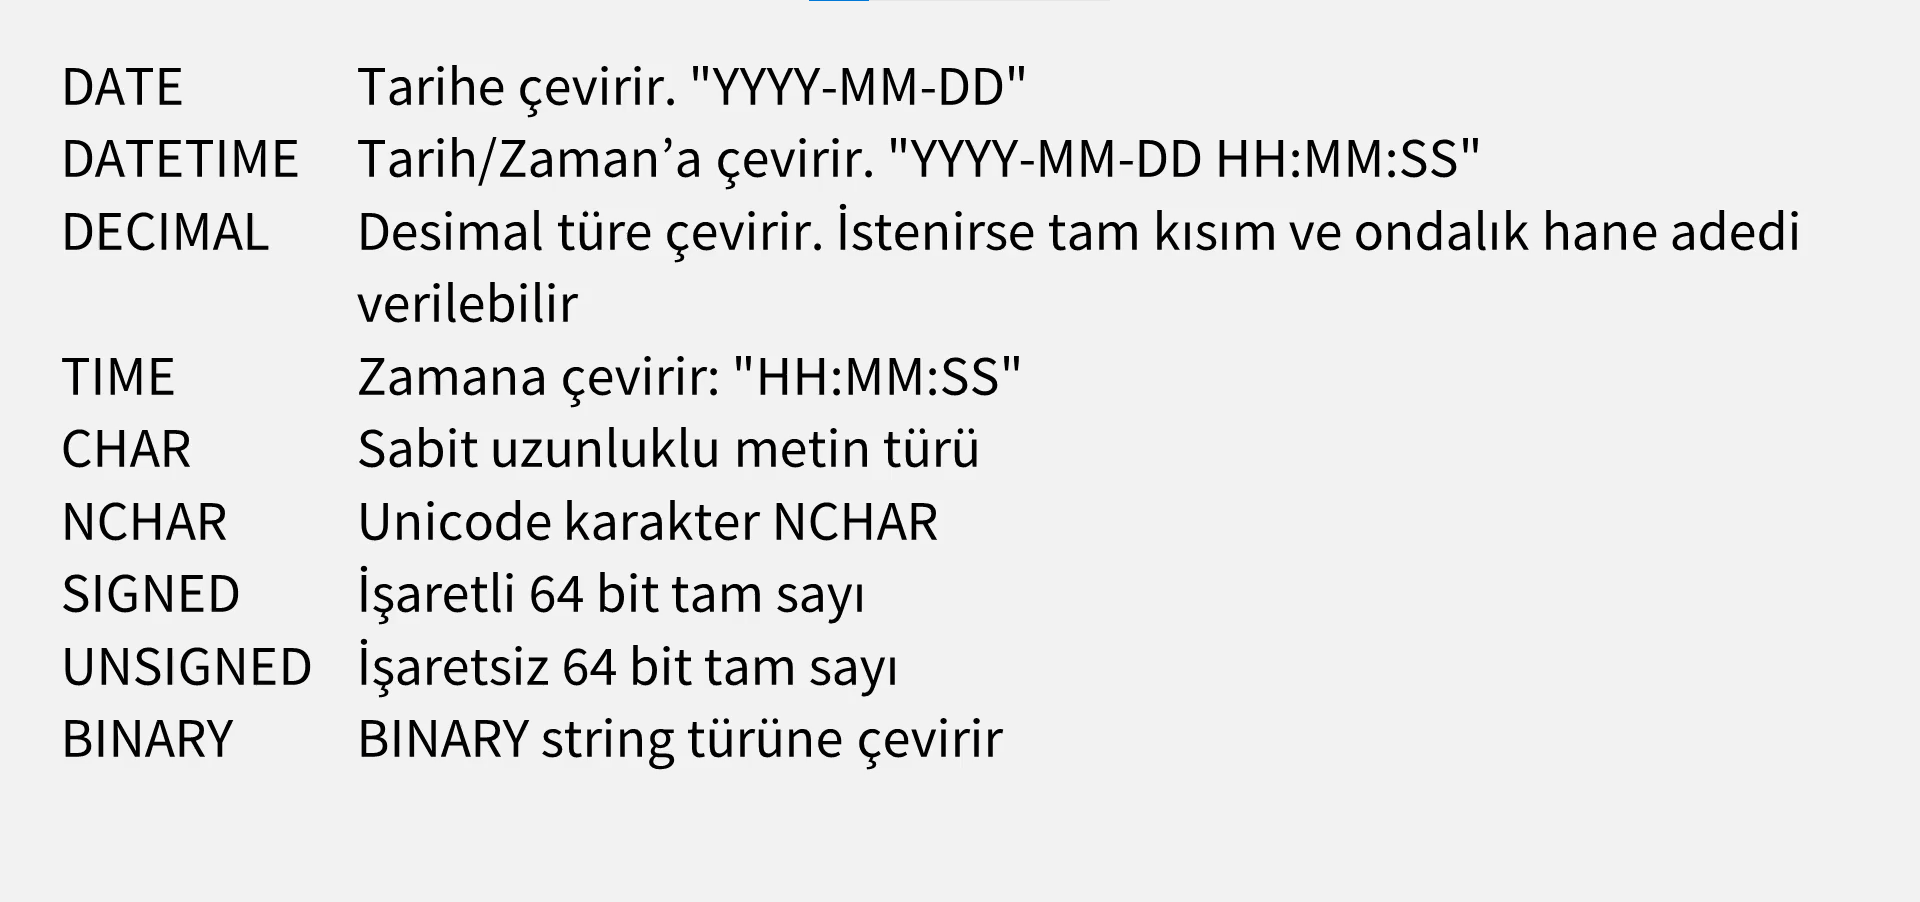 DATE Tarihe çevirir. "YYYY-MM-DD"
DATETIME Tarih/Zaman’a çevirir. "YYYY-MM-DD HH:MM:SS"
DECIMAL Desimal türe çevirir. İstenirse tam kısım ve ondalık hane adedi
verilebilir
TIME Zamana çevirir: "HH:MM:SS"
CHAR Sabit uzunluklu metin türü
NCHAR Unicode karakter NCHAR
SIGNED İşaretli 64 bit tam sayı
UNSIGNED İşaretsiz 64 bit tam sayı
BINARY BINARY string türüne çevirir